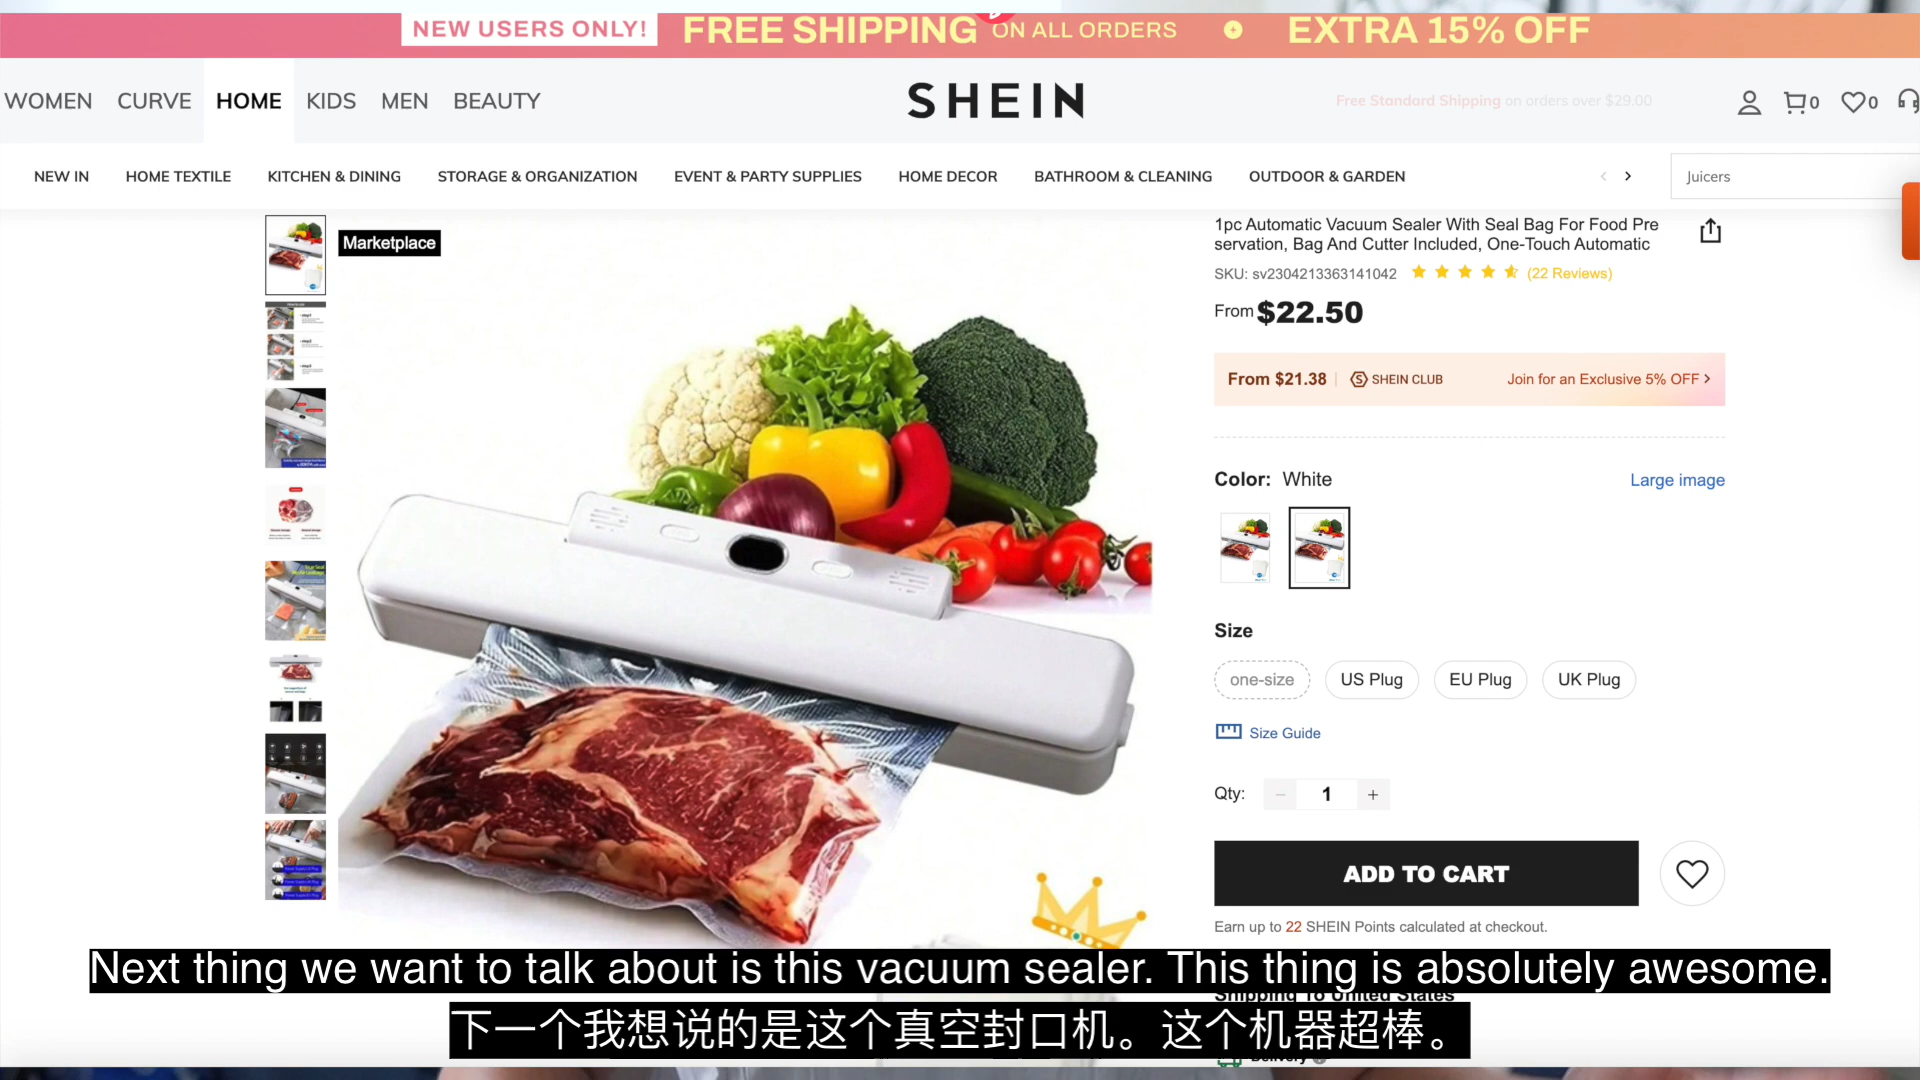 NEW USERS ONLY! FREE SHIPPING ON ALL ORDERS EXTRA 15% OFF
WOMEN CURVE HOME KIDS MEN BEAUTY
SHEIN
Free Standard Shipping on orders over $29.00
0 0
NEW IN HOME TEXTILE KITCHEN & DINING STORAGE & ORGANIZATION EVENT & PARTY SUPPLIES HOME DECOR BATHROOM & CLEANING OUTDOOR & GARDEN
Juicers
Marketplace
1pc Automatic Vacuum Sealer With Seal Bag For Food Pre
servation, Bag And Cutter Included, One-Touch Automatic
SKU: sv2304213363141042 (22 Reviews)
From $22.50
From $21.38 SHEIN CLUB Join for an Exclusive 5% OFF >
Color: White Large image
Size
one-size US Plug EU Plug UK Plug
Size Guide
Qty: − 1 +
ADD TO CART
Earn up to 22 SHEIN Points calculated at checkout.
Next thing we want to talk about is this vacuum sealer. This thing is absolutely awesome.
Shipping To United States
下一个我想说的是这个真空封口机。这个机器超棒。
Delivery